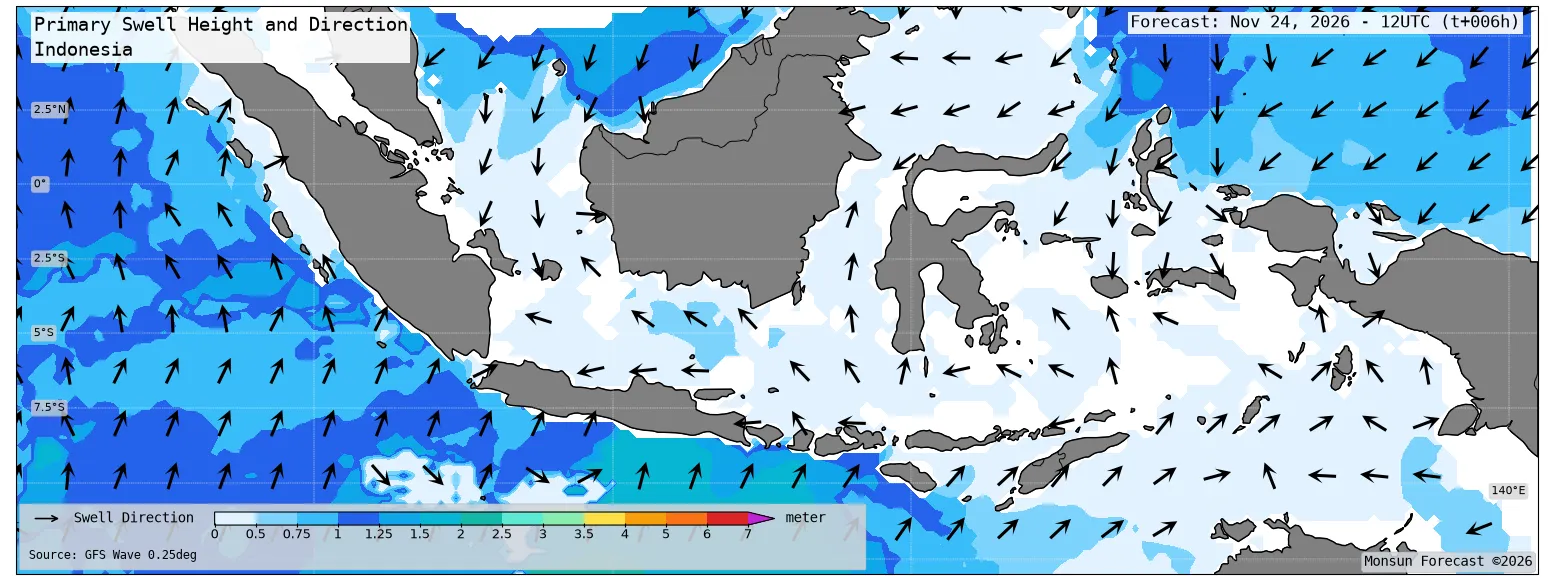 Primary Swell Height and Direction
Indonesia
Forecast: Nov 24, 2026 - 12UTC (t+006h)
2.5°N
0°
2.5°S
5°S
7.5°S
140°E
Swell Direction
0 0.5 0.75 1 1.25 1.5 2 2.5 3 3.5 4 5 6 7
meter
Source: GFS Wave 0.25deg
Monsun Forecast ©2026